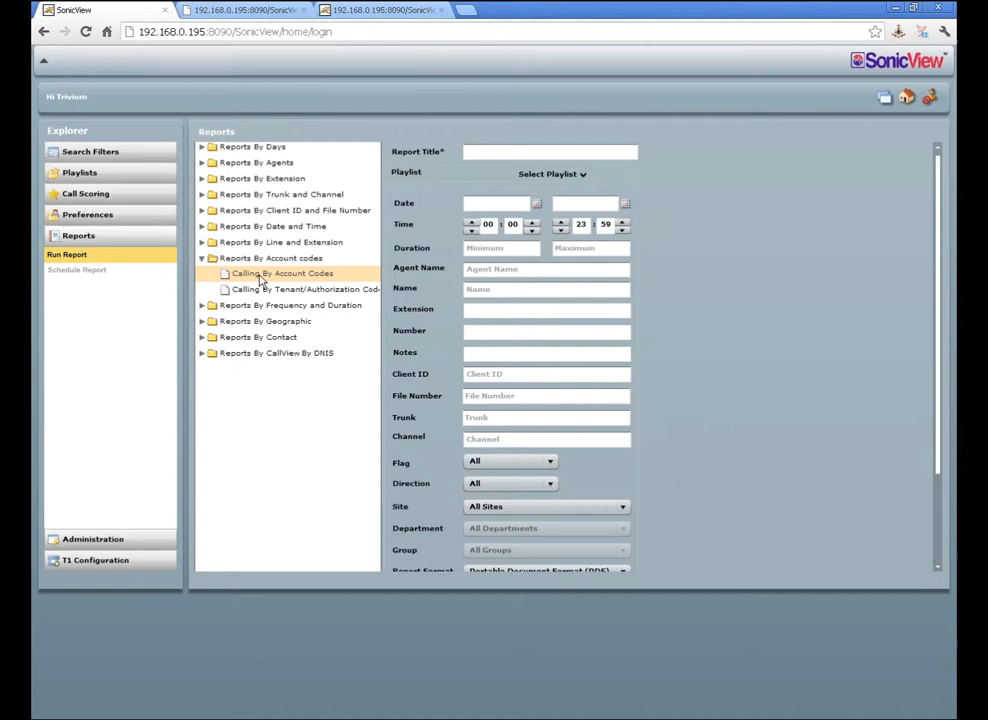 SonicView
192.168.0.195:8090/SonicVi
192.168.0.195:8090/SonicVi
192.168.0.195:8090/SonicView/home/login
SonicView
Hi Trivium
Explorer
Search Filters
Playlists
Call Scoring
Preferences
Reports
Run Report
Schedule Report
Administration
T1 Configuration
Reports
Reports By Days
Reports By Agents
Reports By Extension
Reports By Trunk and Channel
Reports By Client ID and File Number
Reports By Date and Time
Reports By Line and Extension
Reports By Account codes
Calling By Account Codes
Calling By Tenant/Authorization Cod
Reports By Frequency and Duration
Reports By Geographic
Reports By Contact
Reports By CallView By DNIS
Report Title*
Playlist Select Playlist
Date
Time 00 : 00 23 : 59
Duration Minimum Maximum
Agent Name Agent Name
Name Name
Extension
Number
Notes
Client ID Client ID
File Number File Number
Trunk Trunk
Channel Channel
Flag All
Direction All
Site All Sites
Department All Departments
Group All Groups
Report Format Portable Document Format (PDF)